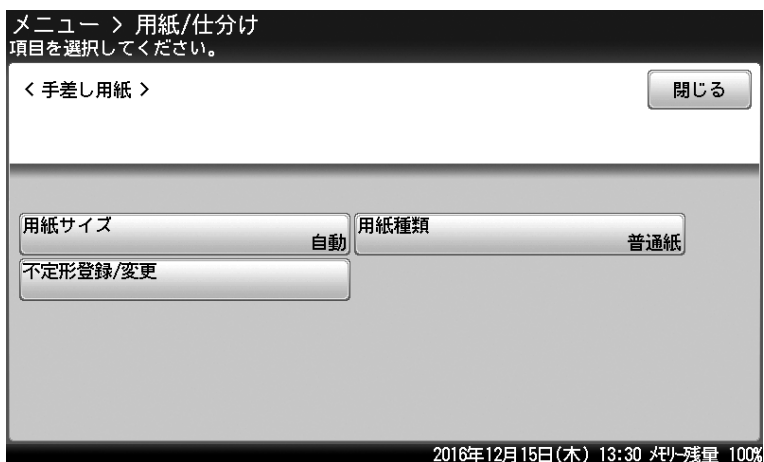 メニュー > 用紙/仕分け
項目を選択してください。
< 手差し用紙 >
閉じる
用紙サイズ
自動
用紙種類
普通紙
不定形登録/変更
2016年12月15日(木) 13:30 ﾒﾓﾘｰ残量 100%